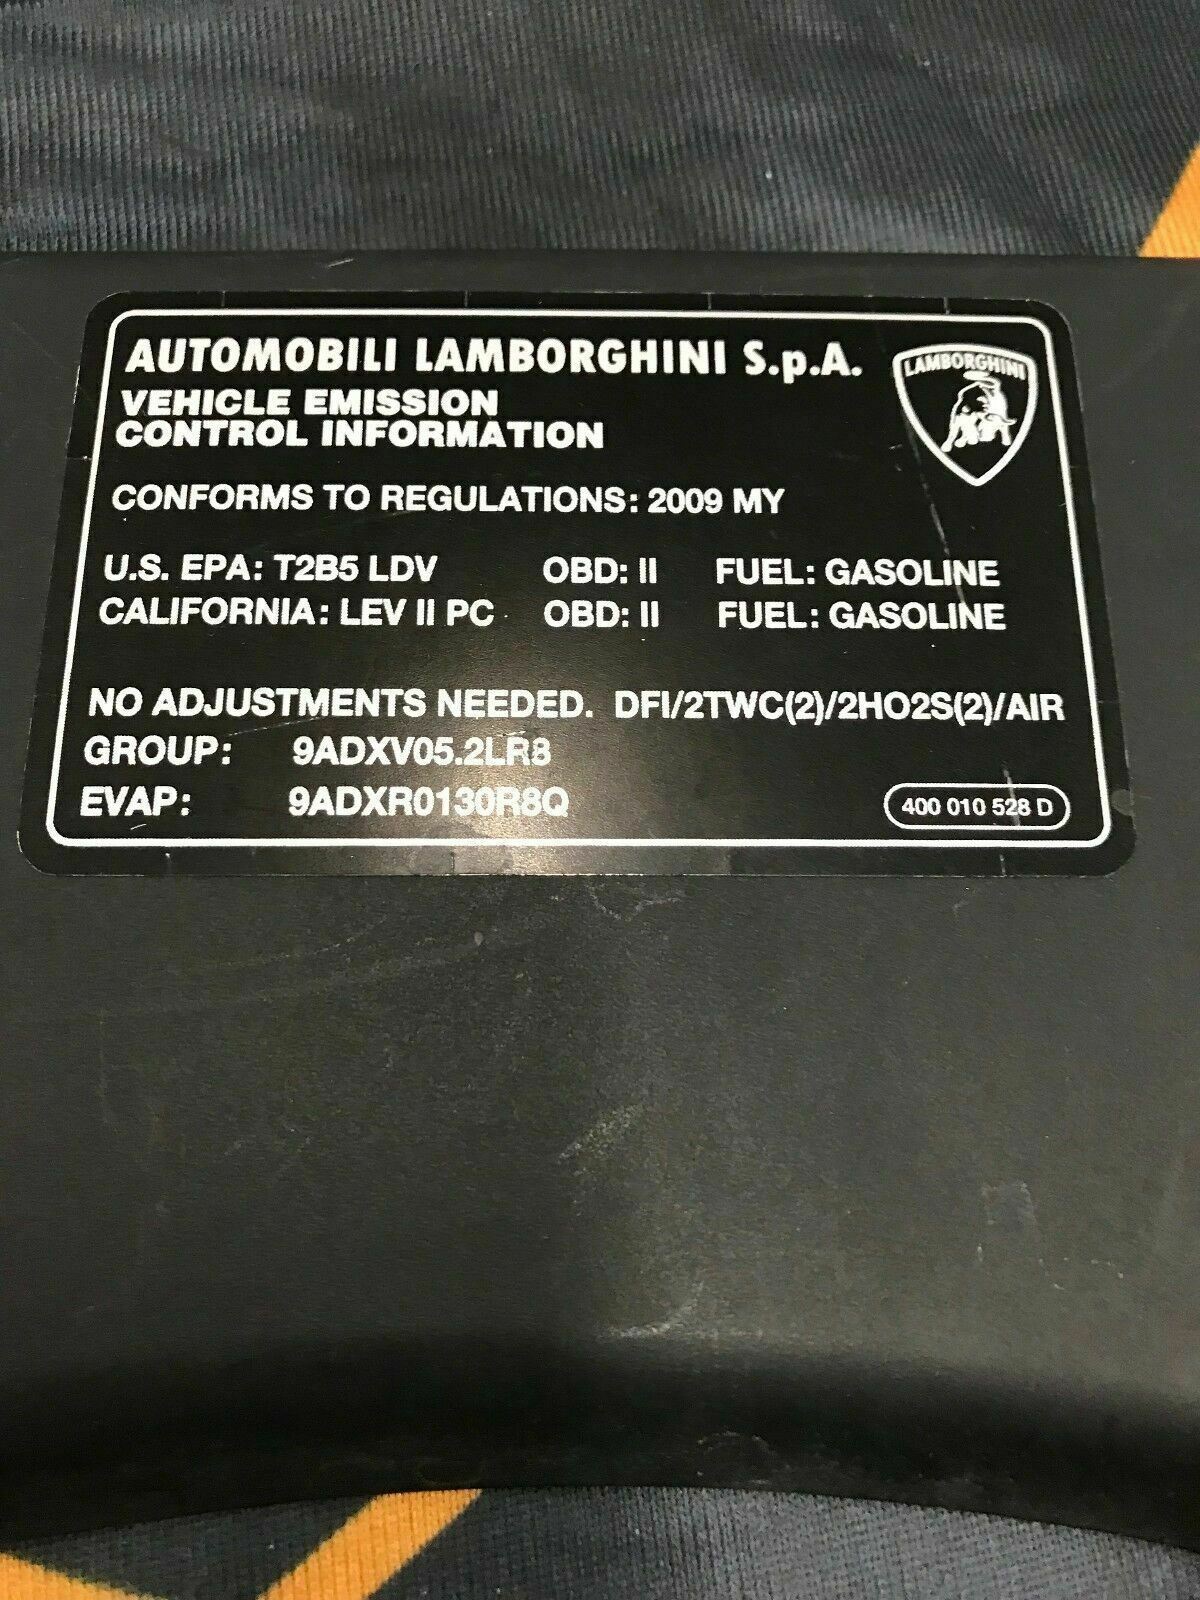 AUTOMOBILI LAMBORGHINI S.p.A.
LAMBORGHINI
VEHICLE EMISSION
CONTROL INFORMATION
CONFORMS TO REGULATIONS: 2009 MY
U.S. EPA: T2B5 LDV OBD: II FUEL: GASOLINE
CALIFORNIA: LEV II PC OBD: II FUEL: GASOLINE
NO ADJUSTMENTS NEEDED. DFI/2TWC(2)/2HO2S(2)/AIR
GROUP: 9ADXV05.2LR8
EVAP: 9ADXR0130R8Q
400 010 528 D